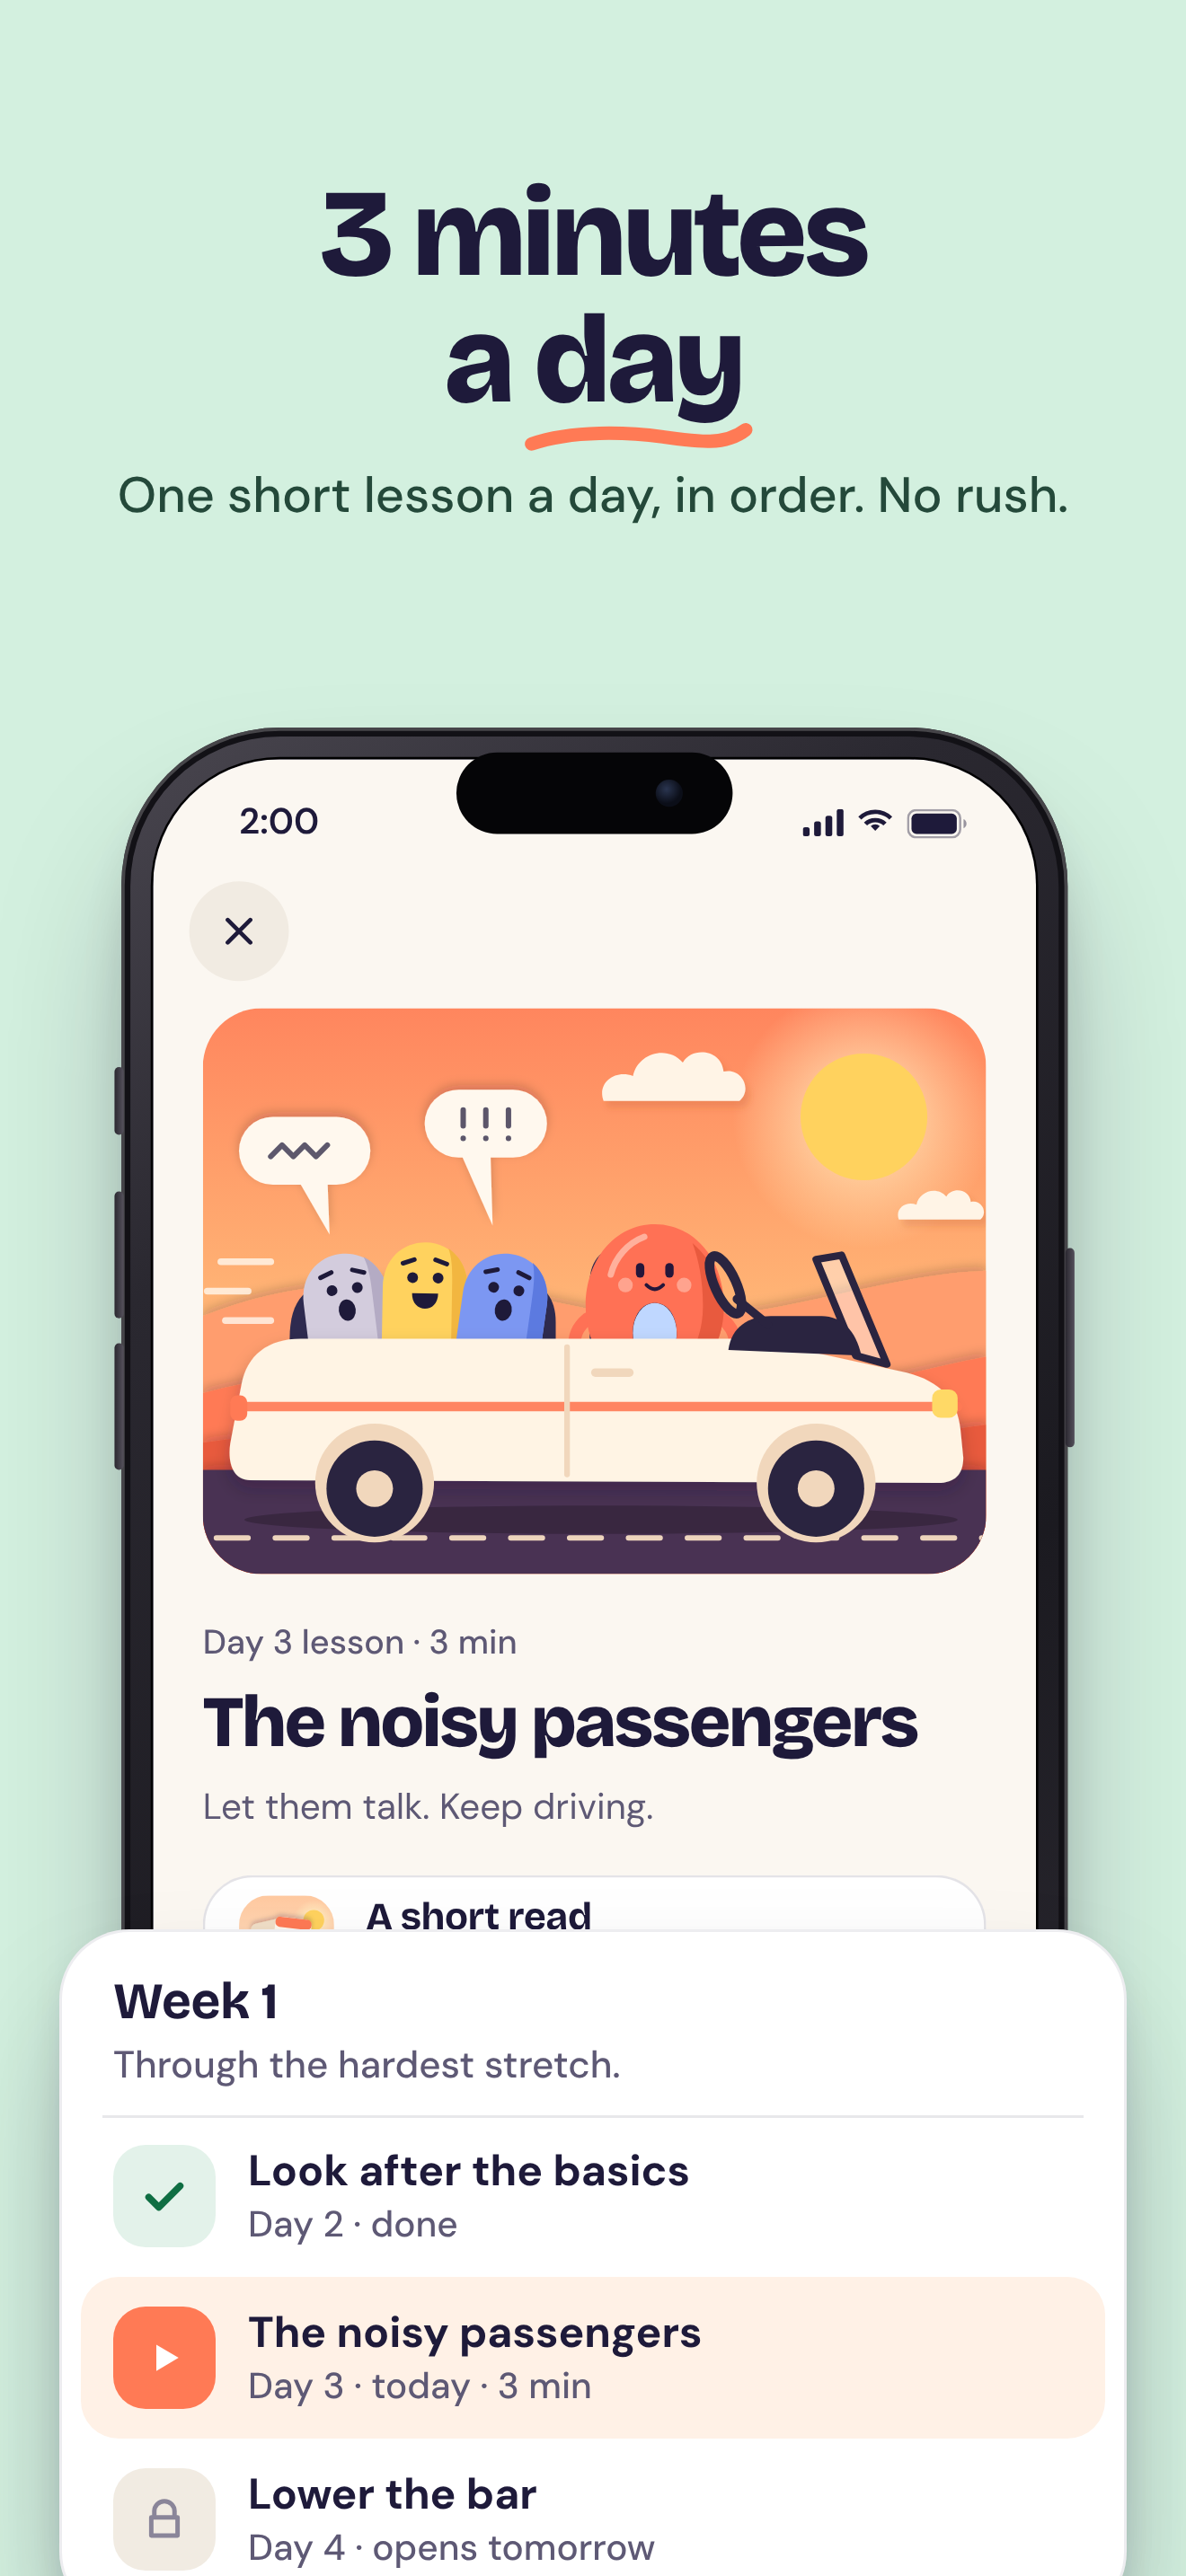 3 minutes
a day
One short lesson a day, in order. No rush.
2:00
!!!
Day 3 lesson · 3 min
The noisy passengers
Let them talk. Keep driving.
A short read
Week 1
Through the hardest stretch.
Look after the basics
Day 2 · done
The noisy passengers
Day 3 · today · 3 min
Lower the bar
Day 4 · opens tomorrow